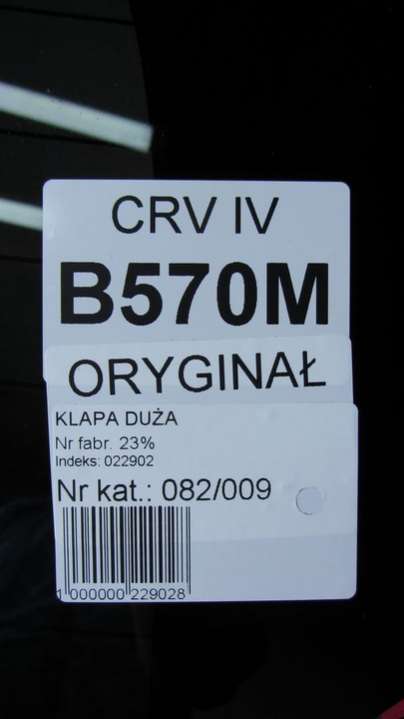 CRV IV
B570M
ORYGINAŁ
KLAPA DUŻA
Nr fabr. 23%
Indeks: 022902
Nr kat.: 082/009
1 000000 229028